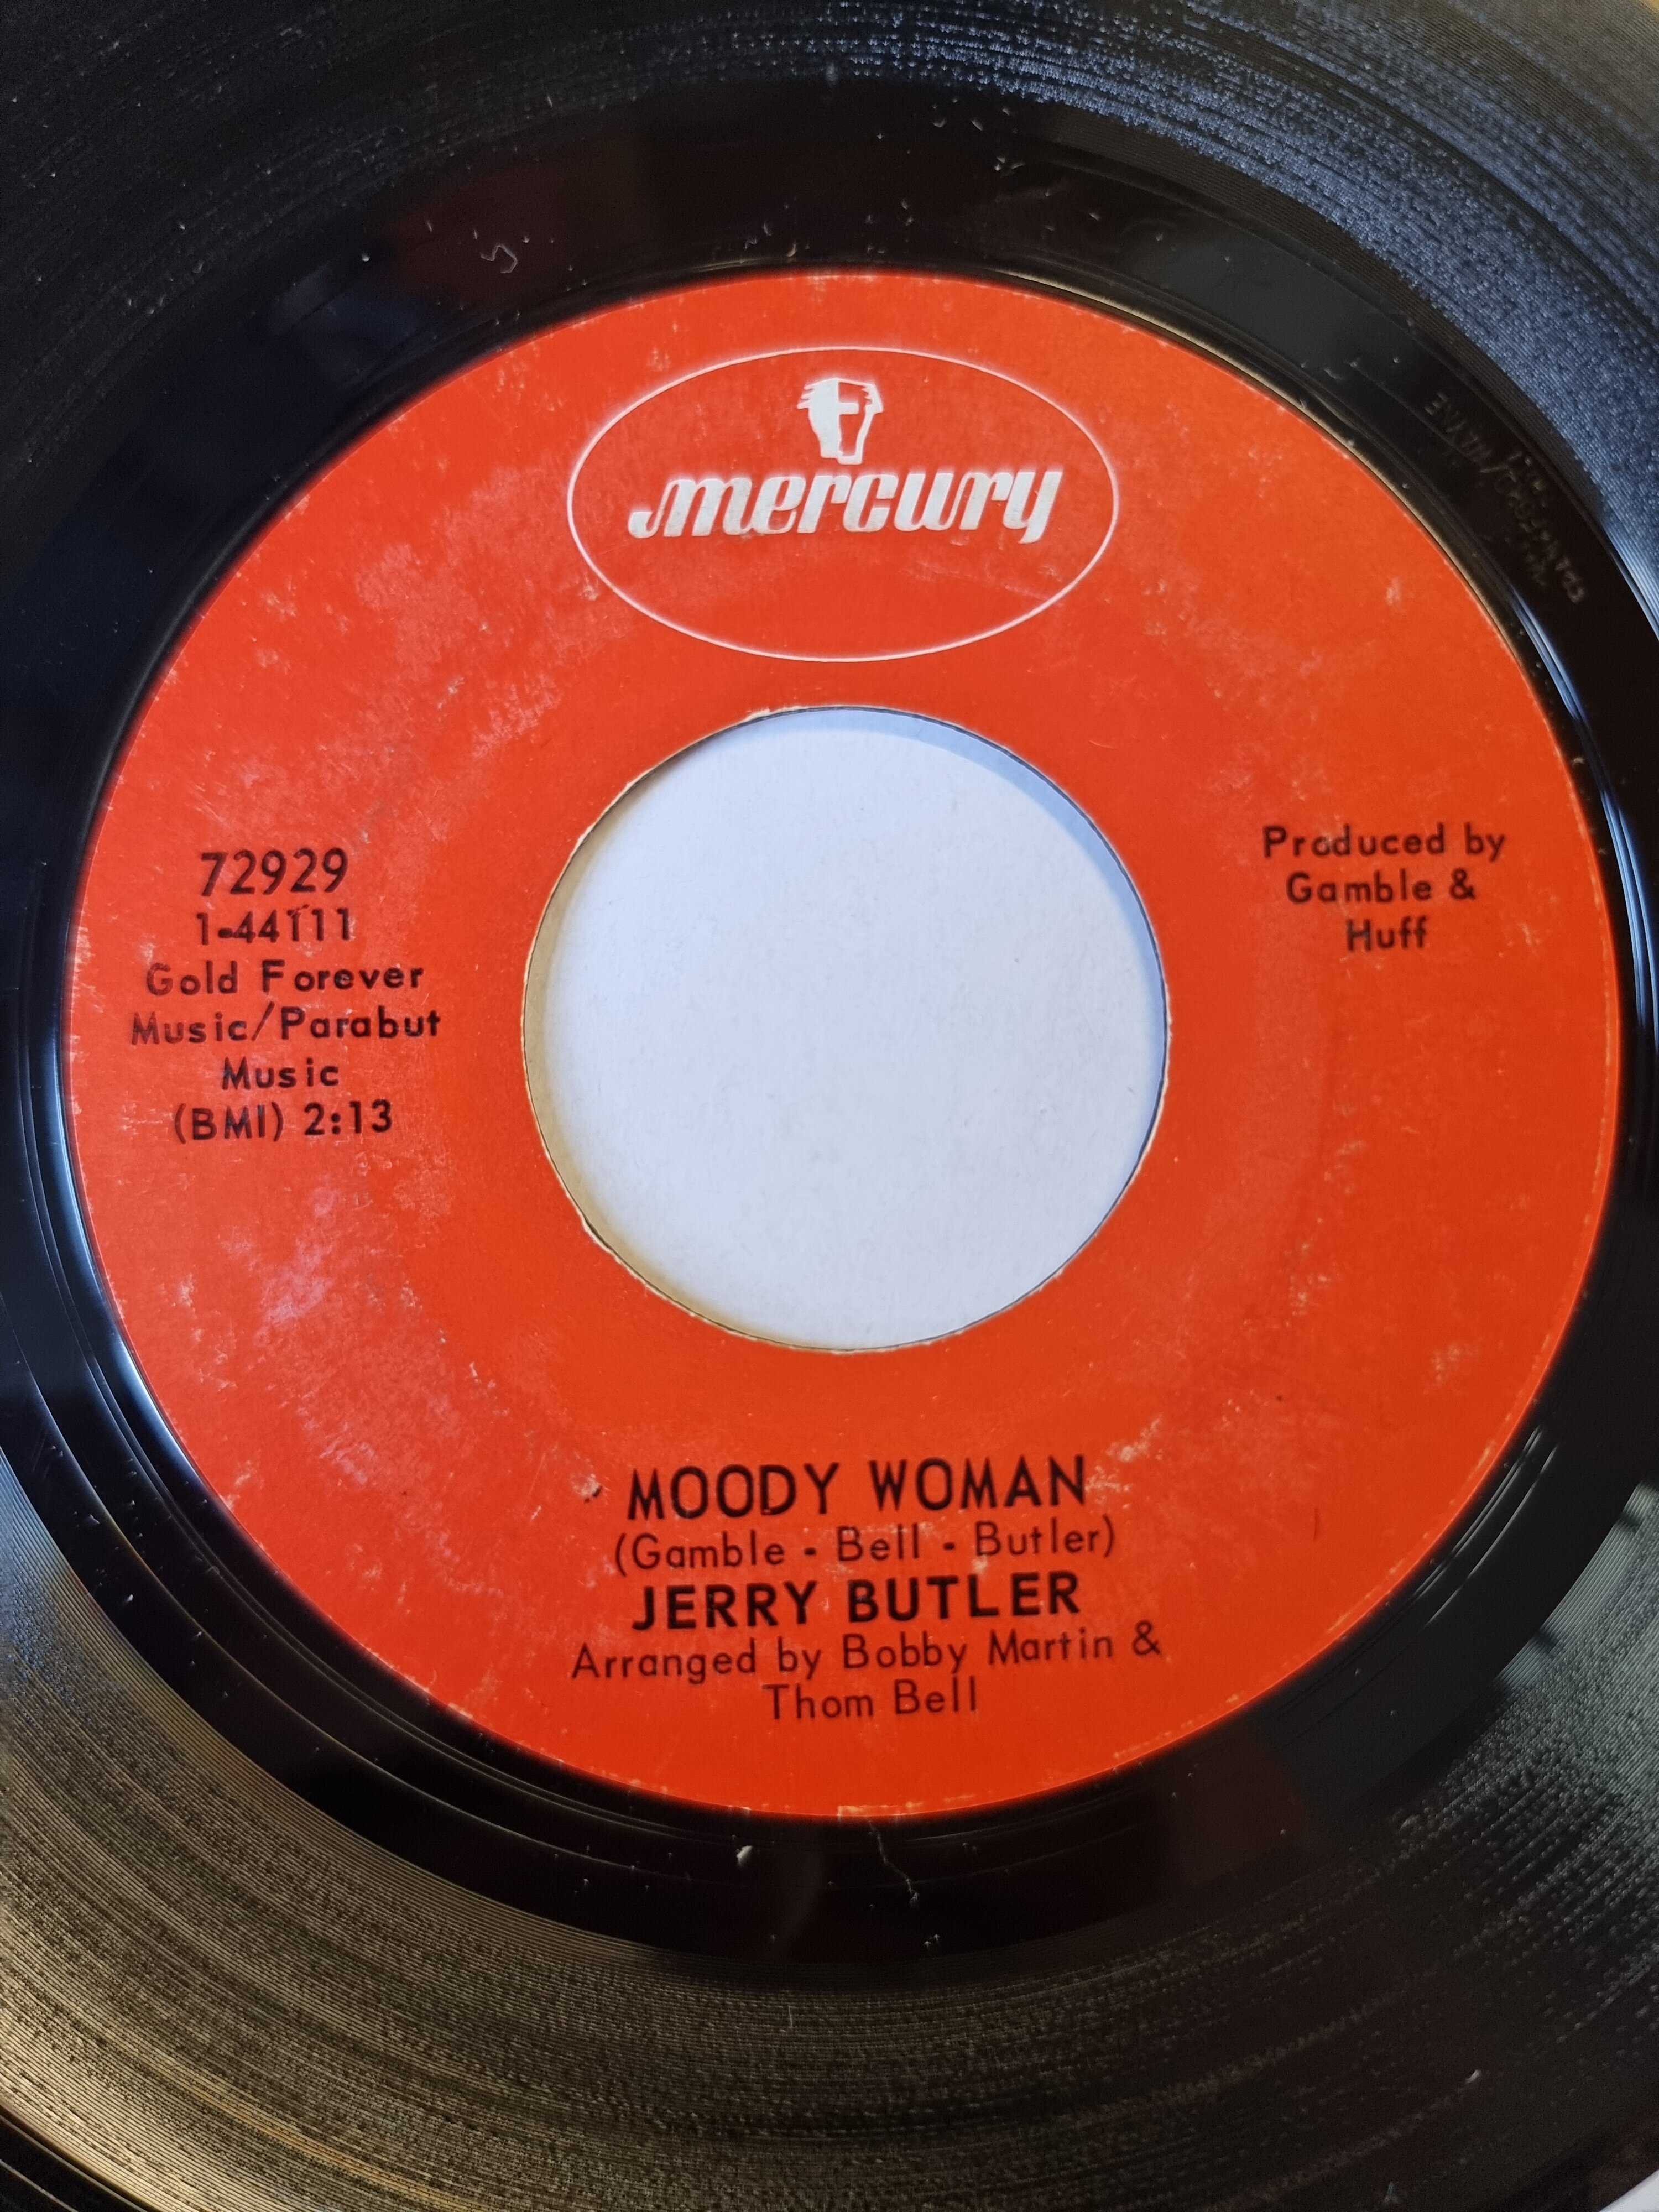 mercury
72929
1-44111
Gold Forever
Music/Parabut
Music
(BMI) 2:13
Produced by
Gamble &
Huff
MOODY WOMAN
(Gamble - Bell - Butler)
JERRY BUTLER
Arranged by Bobby Martin &
Thom Bell